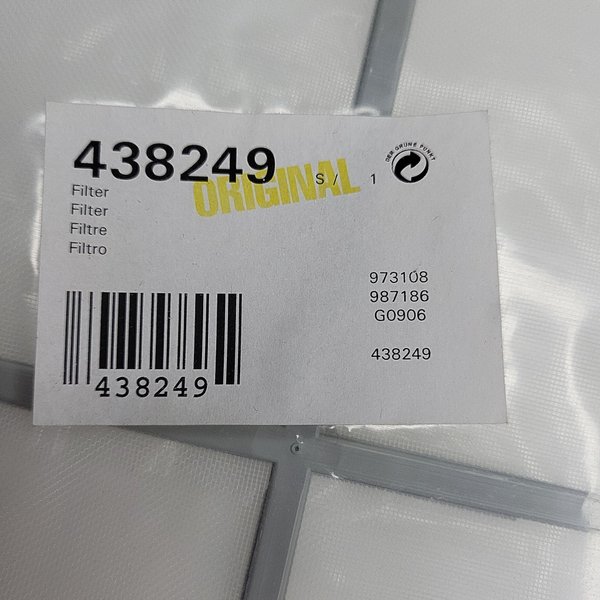 438249
ORIGINAL
S / 1
DER GRÜNE PUNKT
Filter
Filter
Filtre
Filtro
973108
987186
G0906
438249
438249